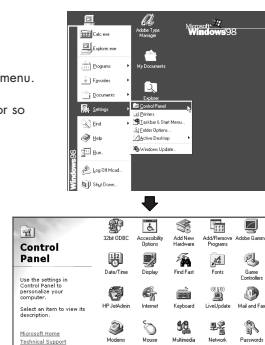 menu.
or so
Calc.exe
Explorer.exe
Programs
Favorites
Documents
Settings
Find
Help
Run...
Log Off Mcad...
Shut Down...
Windows98
Adobe Type
Manager
Microsoft
Windows98
My Documents
Explorer
Control Panel
Printers
Taskbar & Start Menu...
Folder Options...
Active Desktop
Windows Update...
Control
Panel
Use the settings in
Control Panel to
personalize your
computer.
Select an item to view its
description.
Microsoft Home
Technical Support
32bit ODBC
Accessibility
Options
Add New
Hardware
Add/Remove
Programs
Adobe Gamma
Date/Time
Display
Find Fast
Fonts
Game
Controllers
HP JetAdmin
Internet
Keyboard
LiveUpdate
Mail and Fax
Modems
Mouse
Multimedia
Network
Passwords